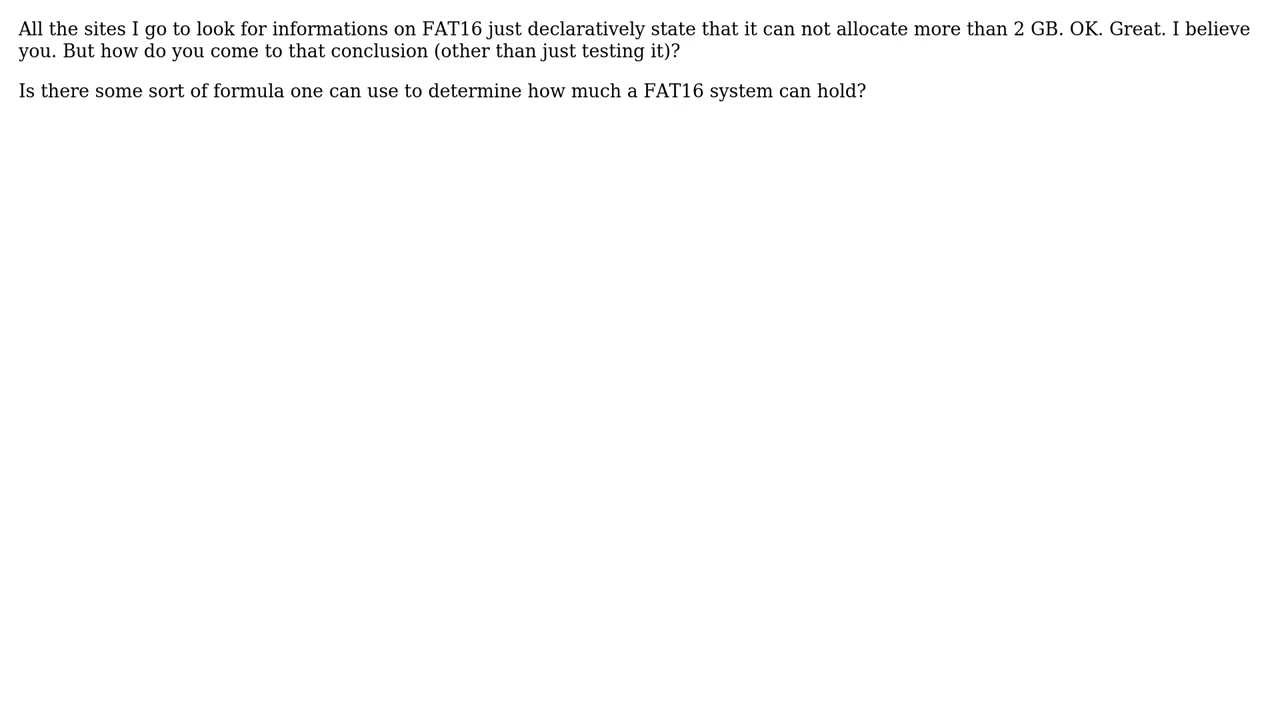 All the sites I go to look for informations on FAT16 just declaratively state that it can not allocate more than 2 GB. OK. Great. I believe
you. But how do you come to that conclusion (other than just testing it)?
Is there some sort of formula one can use to determine how much a FAT16 system can hold?